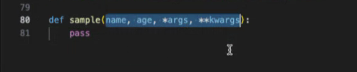 79
80 def sample(name, age, *args, **kwargs):
81     pass